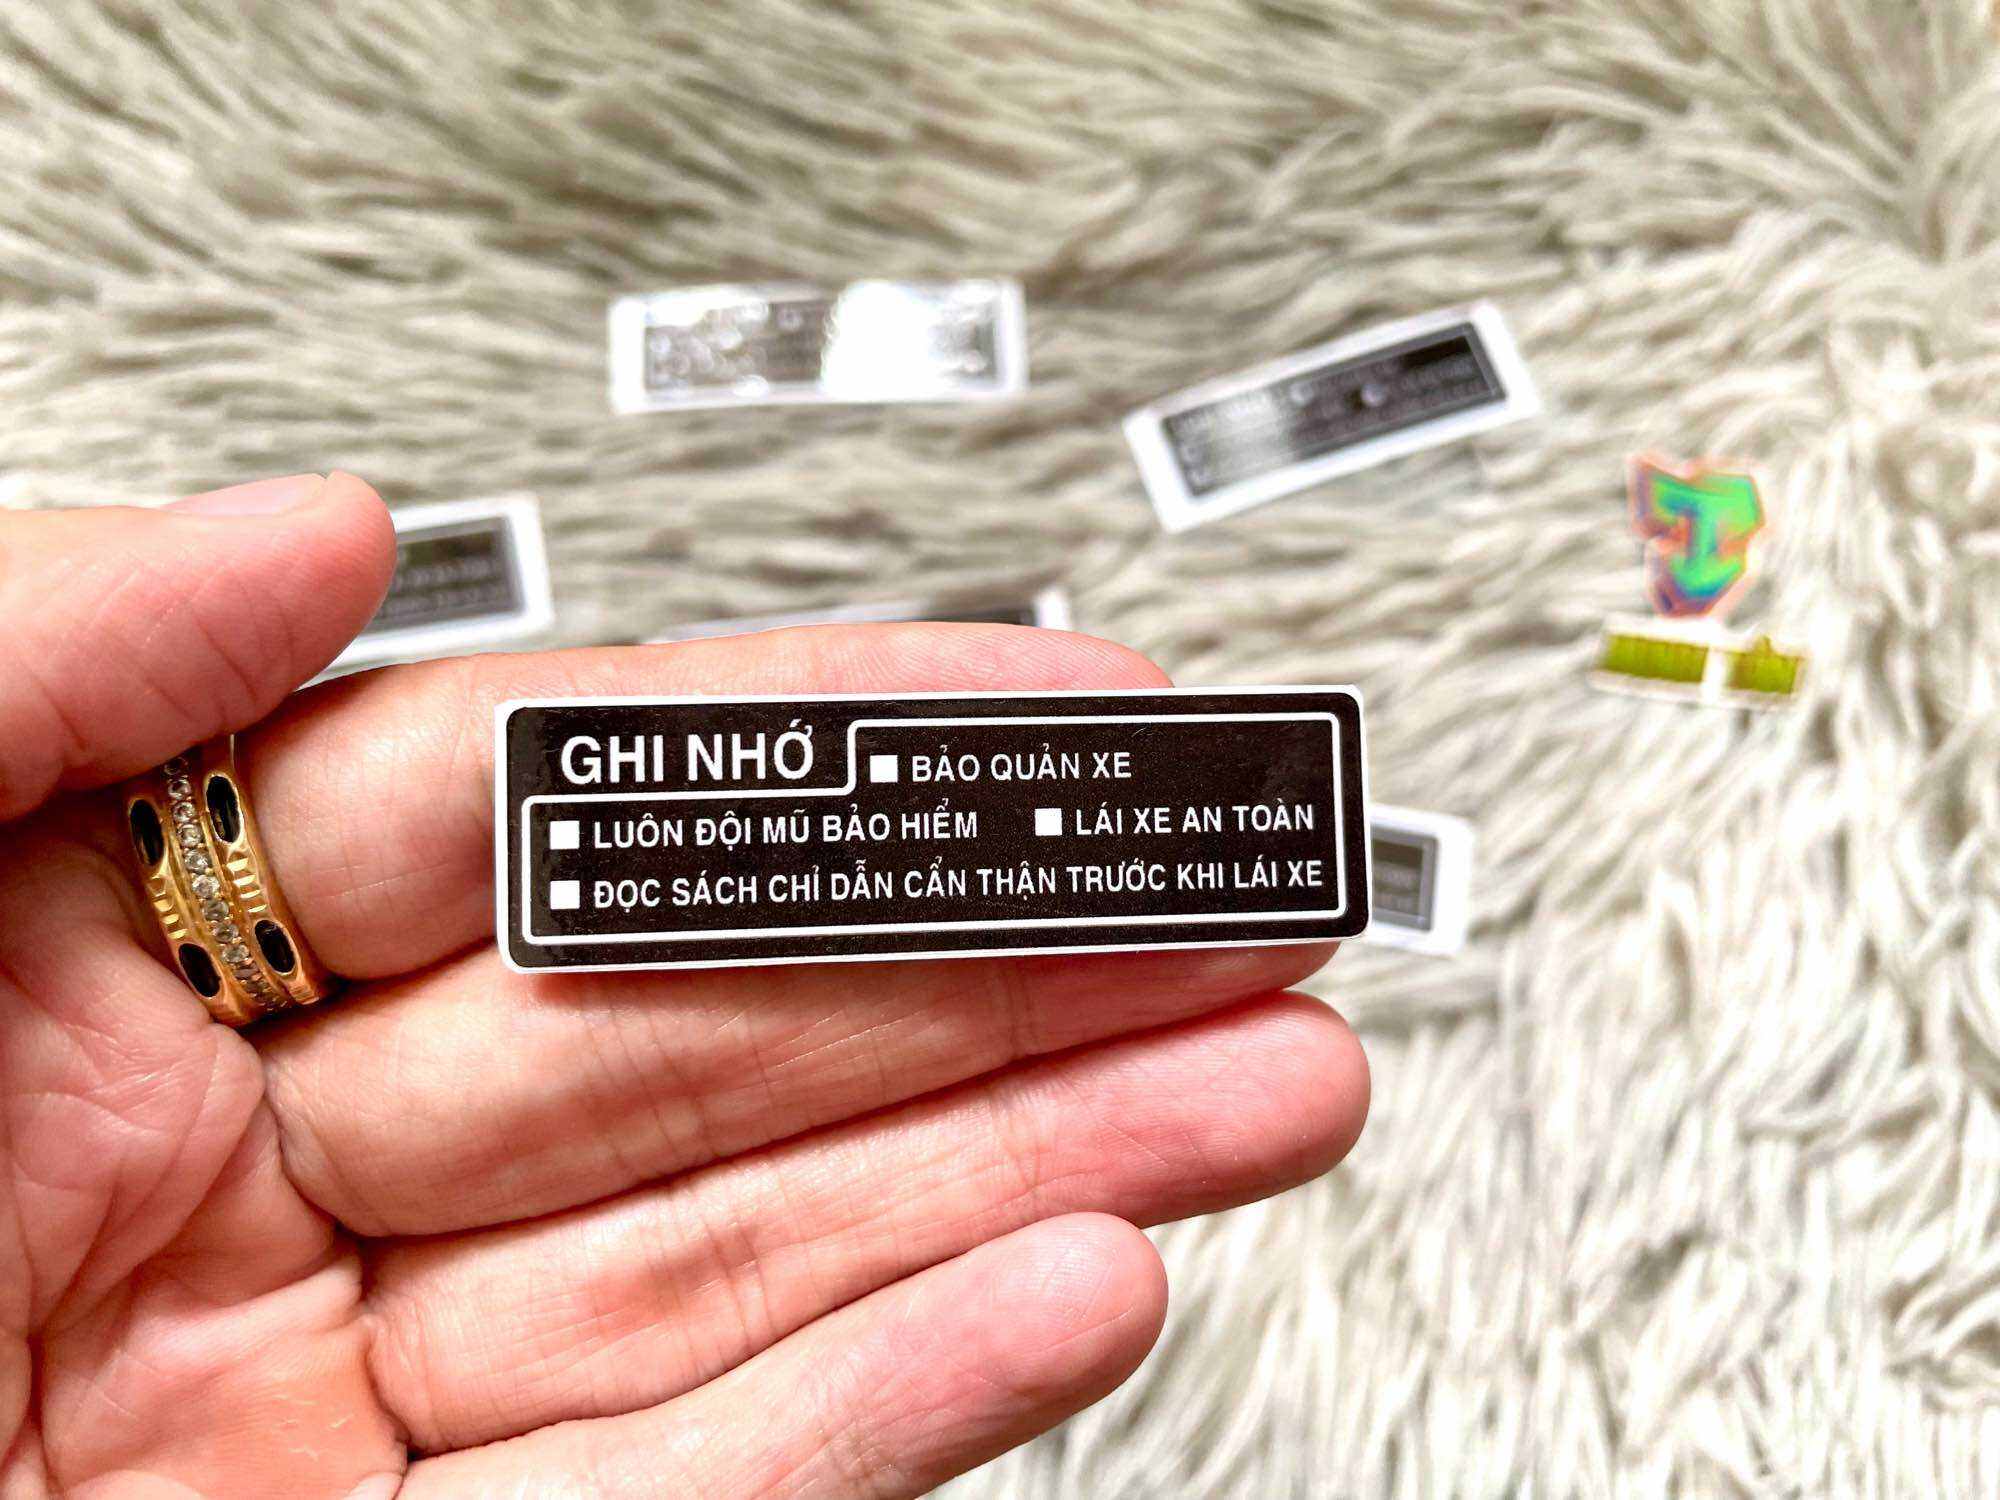 GHI NHỚ
■ BẢO QUẢN XE
■ LUÔN ĐỘI MŨ BẢO HIỂM ■ LÁI XE AN TOÀN
■ ĐỌC SÁCH CHỈ DẪN CẨN THẬN TRƯỚC KHI LÁI XE